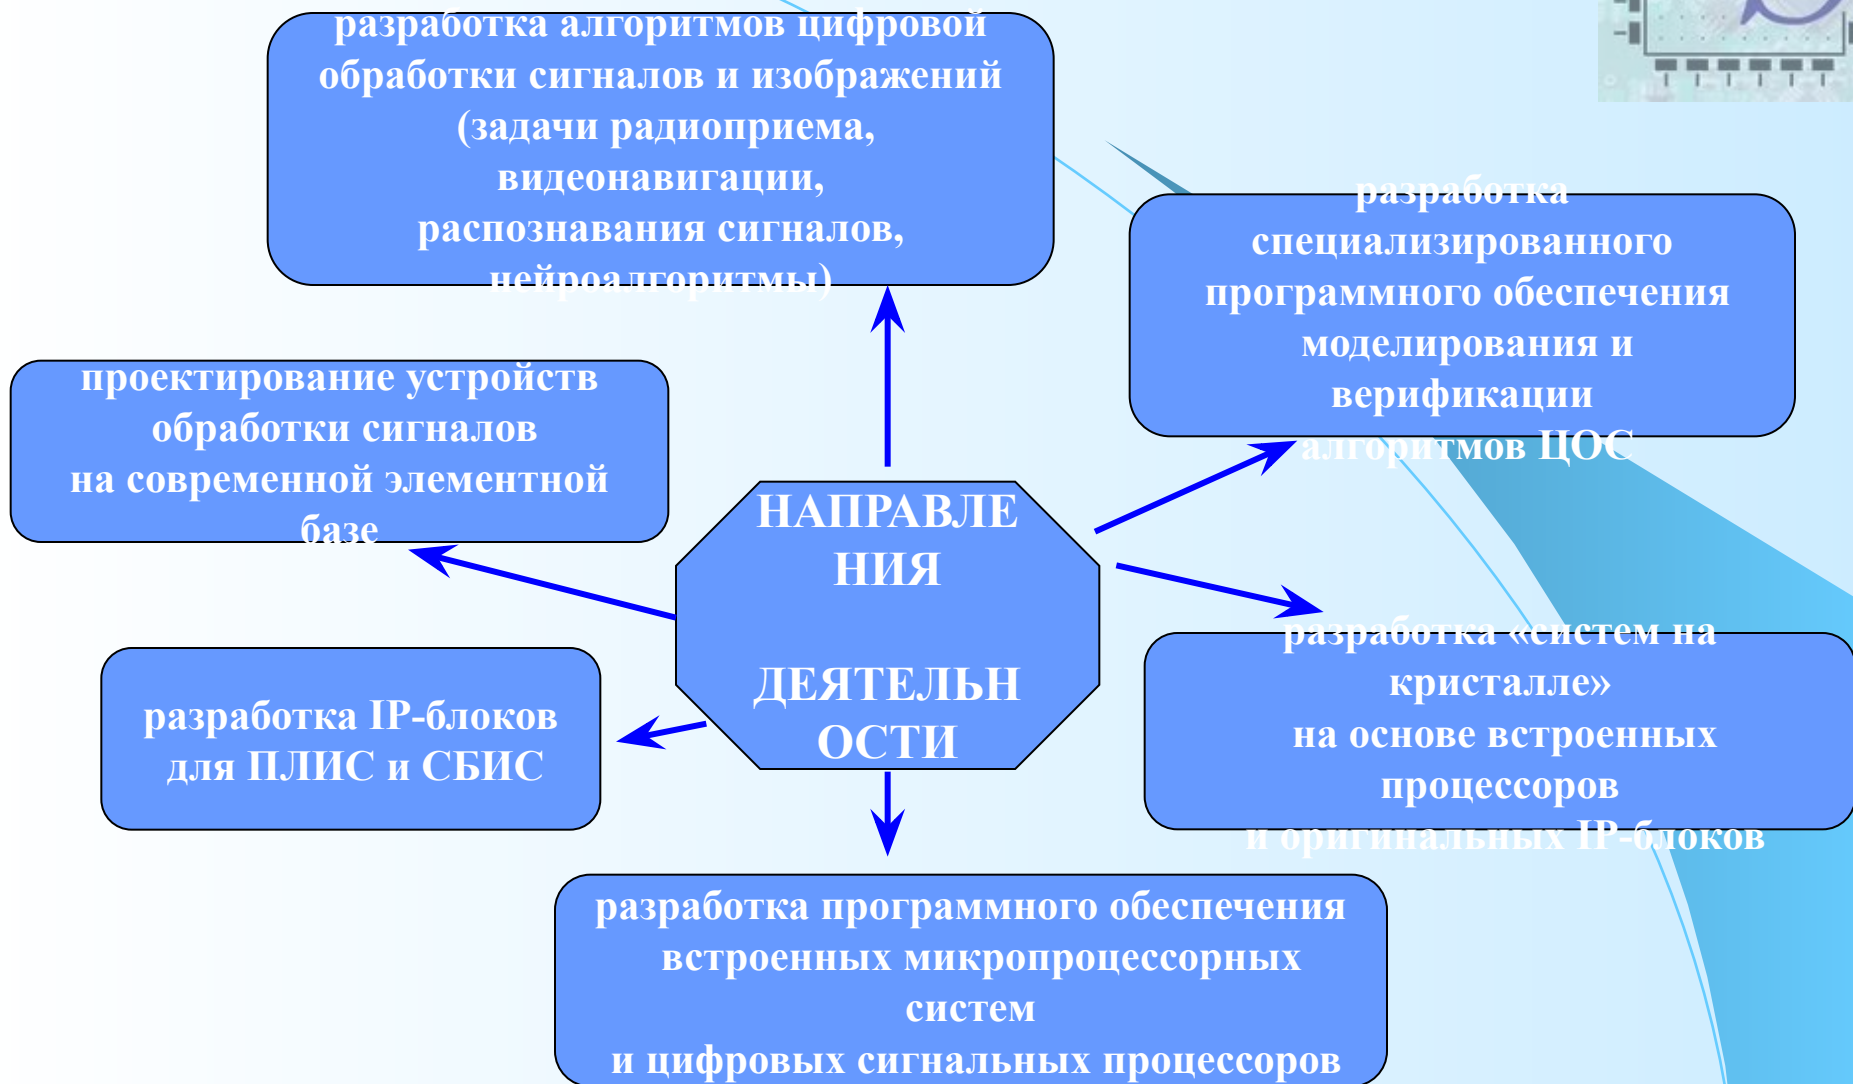 разработка алгоритмов цифровой
обработки сигналов и изображений
(задачи радиоприема,
видеонавигации,
распознавания сигналов,
нейроалгоритмы)
разработка
специализированного
программного обеспечения
моделирования и
верификации
алгоритмов ЦОС
проектирование устройств
обработки сигналов
на современной элементной
базе
НАПРАВЛЕ
НИЯ
ДЕЯТЕЛЬН
ОСТИ
разработка «систем на
кристалле»
на основе встроенных
процессоров
и оригинальных IP-блоков
разработка IP-блоков
для ПЛИС и СБИС
разработка программного обеспечения
встроенных микропроцессорных
систем
и цифровых сигнальных процессоров